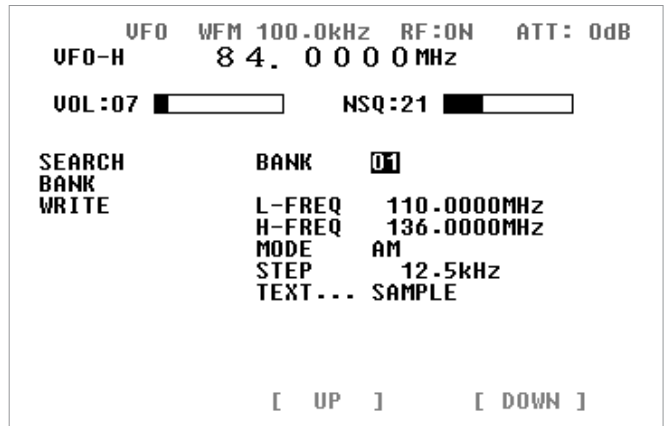 VFO WFM 100.0kHz RF:ON ATT: 0dB
VFO-H 84.0000MHz
VOL:07 NSQ:21
SEARCH BANK 01
BANK
WRITE L-FREQ 110.0000MHz
H-FREQ 136.0000MHz
MODE AM
STEP 12.5kHz
TEXT... SAMPLE
[ UP ] [ DOWN ]